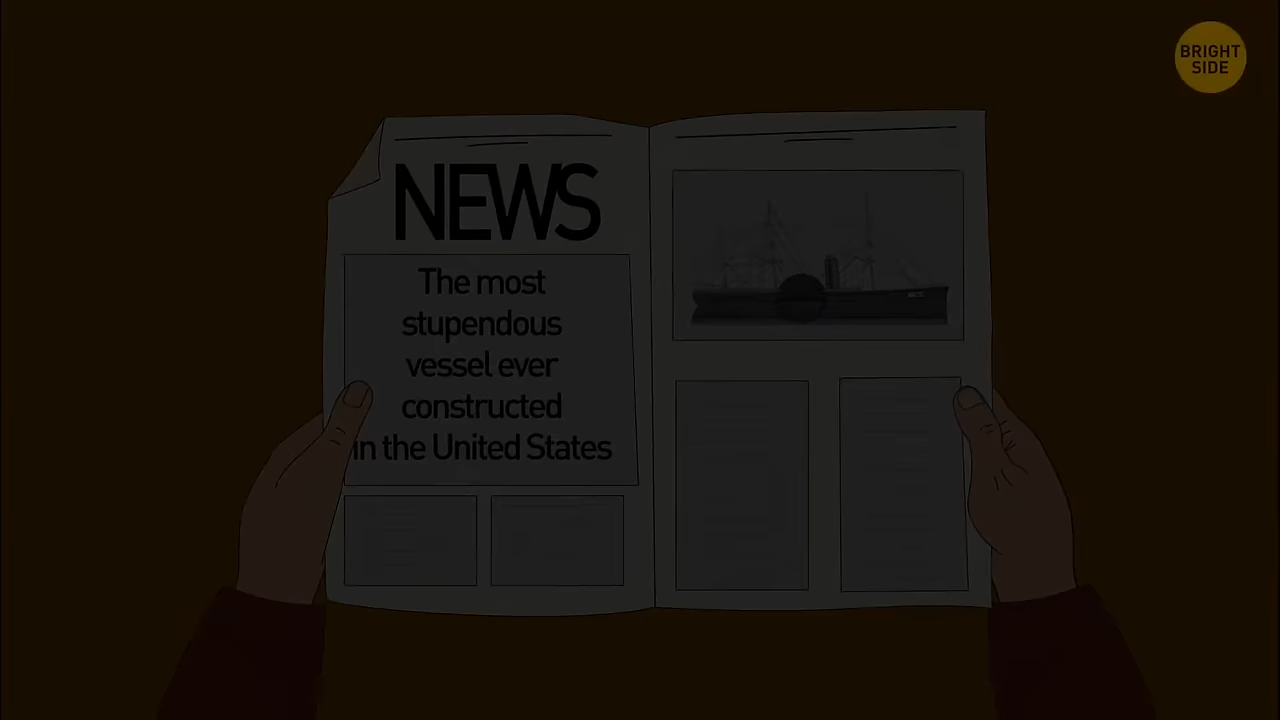 BRIGHT
SIDE
NEWS
The most
stupendous
vessel ever
constructed
in the United States